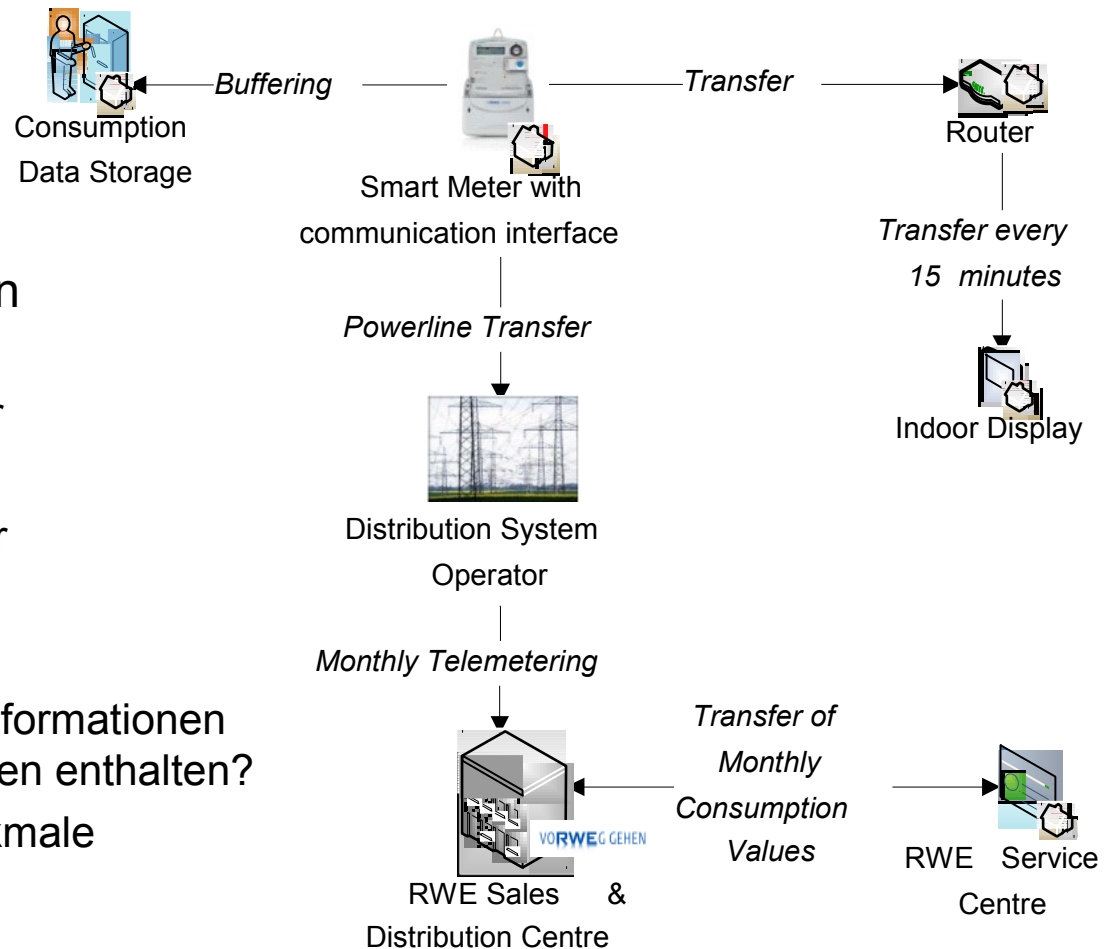 Buffering
Transfer
Consumption
Data Storage
Smart Meter with
communication interface
Router
Transfer every
15 minutes
Powerline Transfer
Indoor Display
Distribution System
Operator
Monthly Telemetering
formationen
en enthalten?
kmale
Transfer of
Monthly
Consumption
Values
VORWEG GEHEN
RWE Sales &
Distribution Centre
RWE Service
Centre